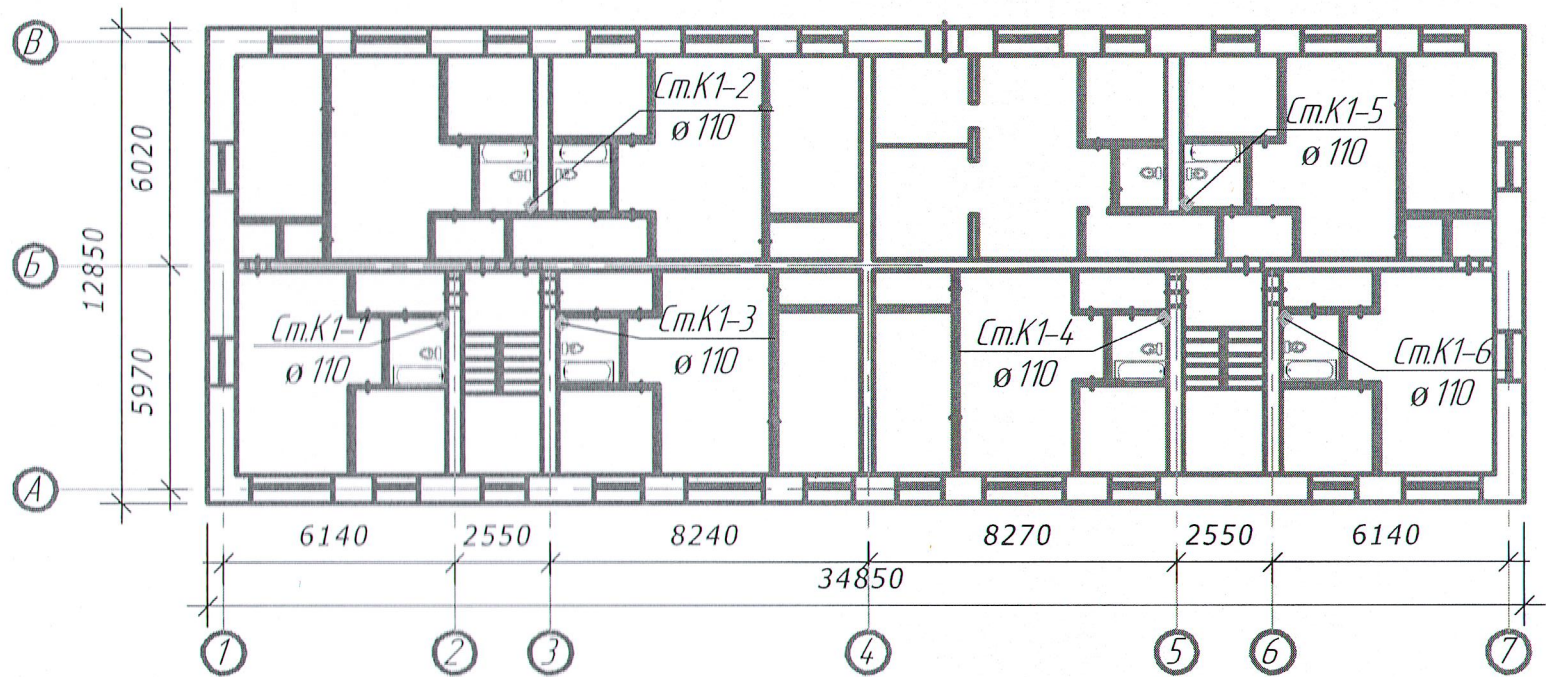 В
Ст.К1-2
ø 110
Ст.К1-5
ø 110
6020
Б
12850
Ст.К1-1
ø 110
Ст.К1-3
ø 110
Ст.К1-4
ø 110
Ст.К1-6
ø 110
5970
А
6140 2550 8240 8270 2550 6140
34850
1 2 3 4 5 6 7